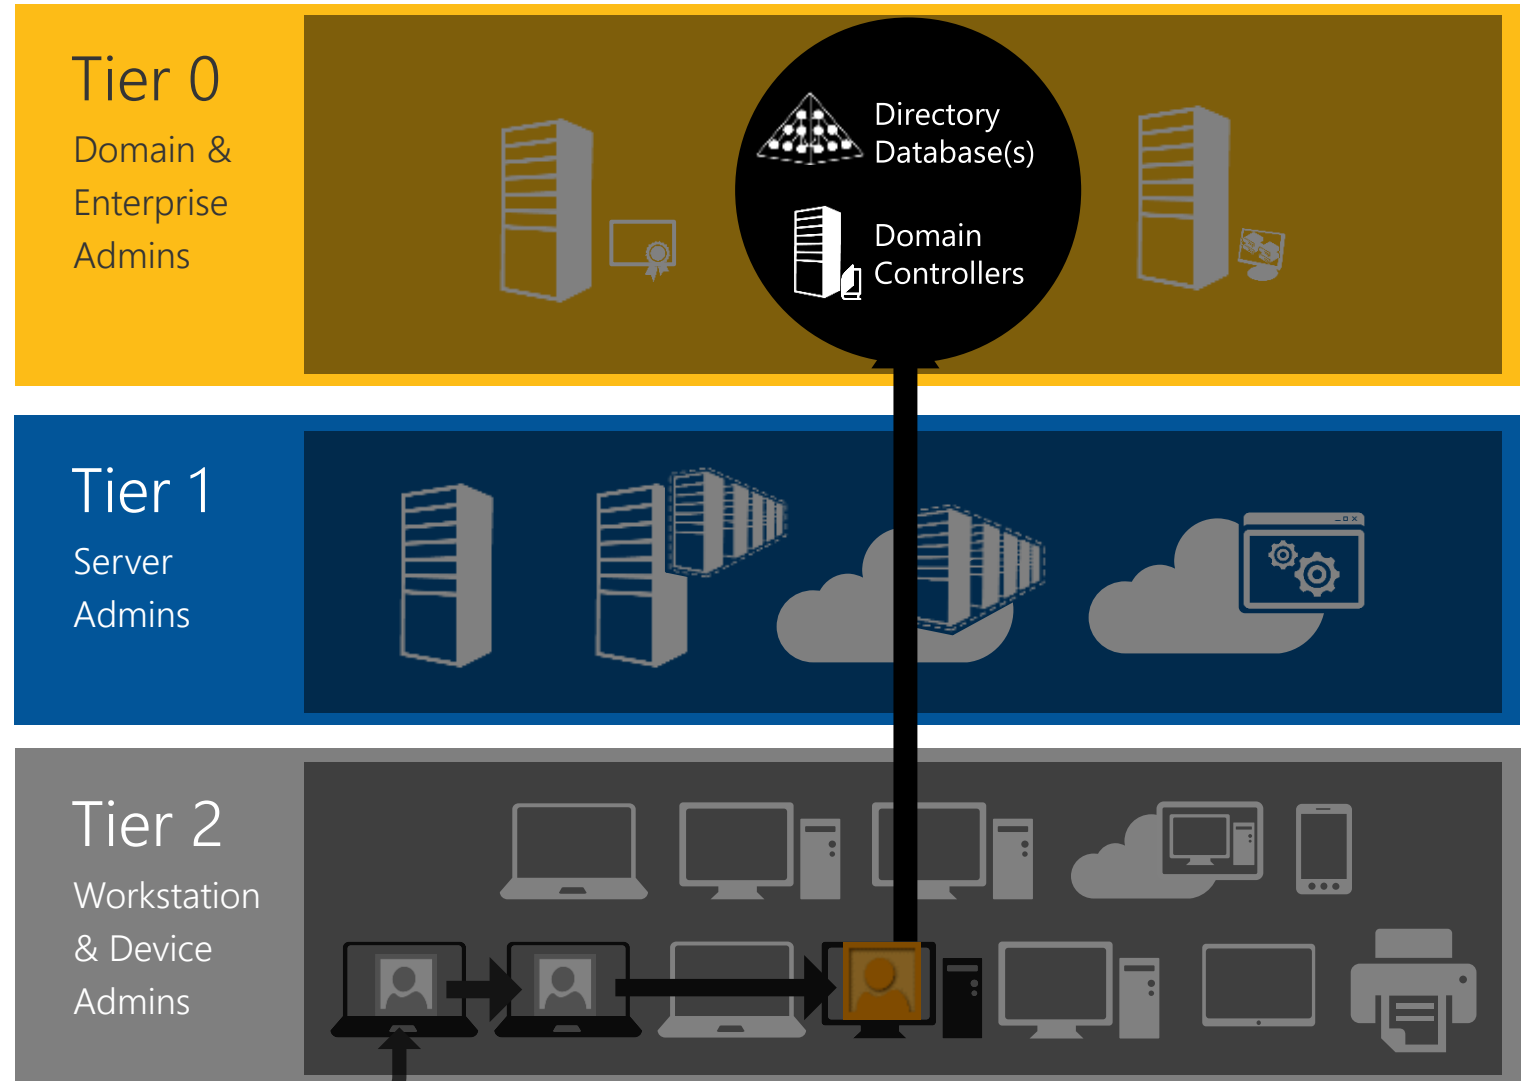 Tier 0
Domain &
Enterprise
Admins
Directory
Database(s)
Domain
Controllers
Tier 1
Server
Admins
Tier 2
Workstation
& Device
Admins